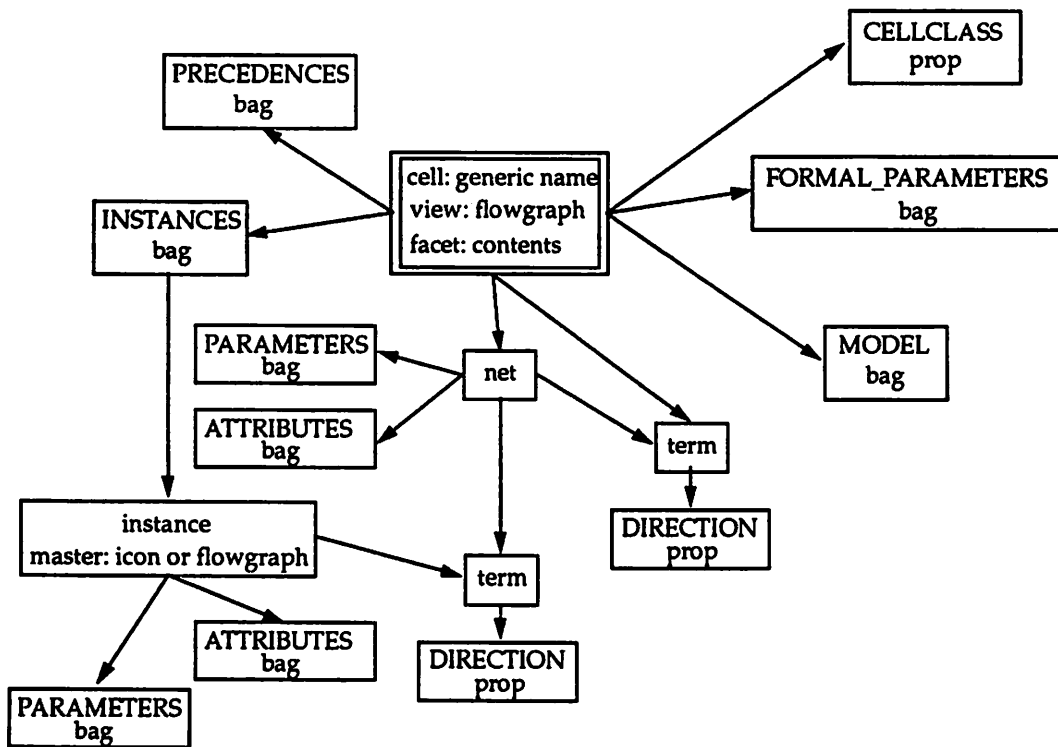 CELLCLASS
prop
PRECEDENCES
bag
cell: generic name
view: flowgraph
facet: contents
FORMAL_PARAMETERS
bag
INSTANCES
bag
PARAMETERS
bag
net
MODEL
bag
ATTRIBUTES
bag
term
instance
master: icon or flowgraph
DIRECTION
prop
term
ATTRIBUTES
bag
DIRECTION
prop
PARAMETERS
bag